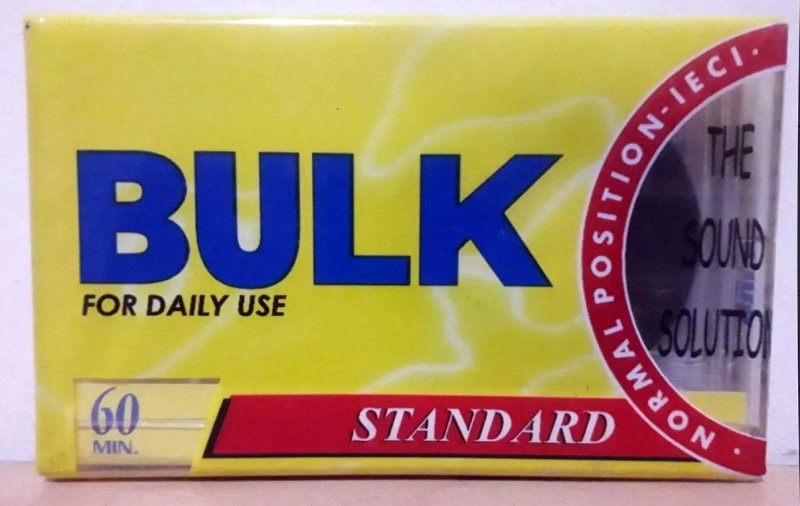 BULK
FOR DAILY USE
60
MIN.
STANDARD
NORMAL POSITION-IECI.
THE
SOUND
SOLUTION